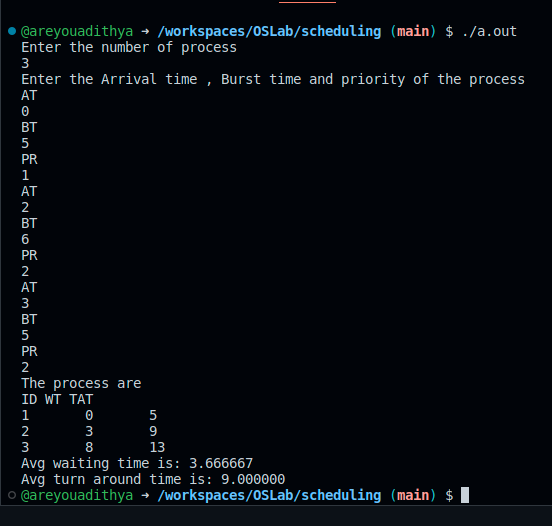 @areyouadithya ➜ /workspaces/OSLab/scheduling (main) $ ./a.out
Enter the number of process
3
Enter the Arrival time , Burst time and priority of the process
AT
0
BT
5
PR
1
AT
2
BT
6
PR
2
AT
3
BT
5
PR
2
The process are
ID WT TAT
1 0 5
2 3 9
3 8 13
Avg waiting time is: 3.666667
Avg turn around time is: 9.000000
@areyouadithya ➜ /workspaces/OSLab/scheduling (main) $